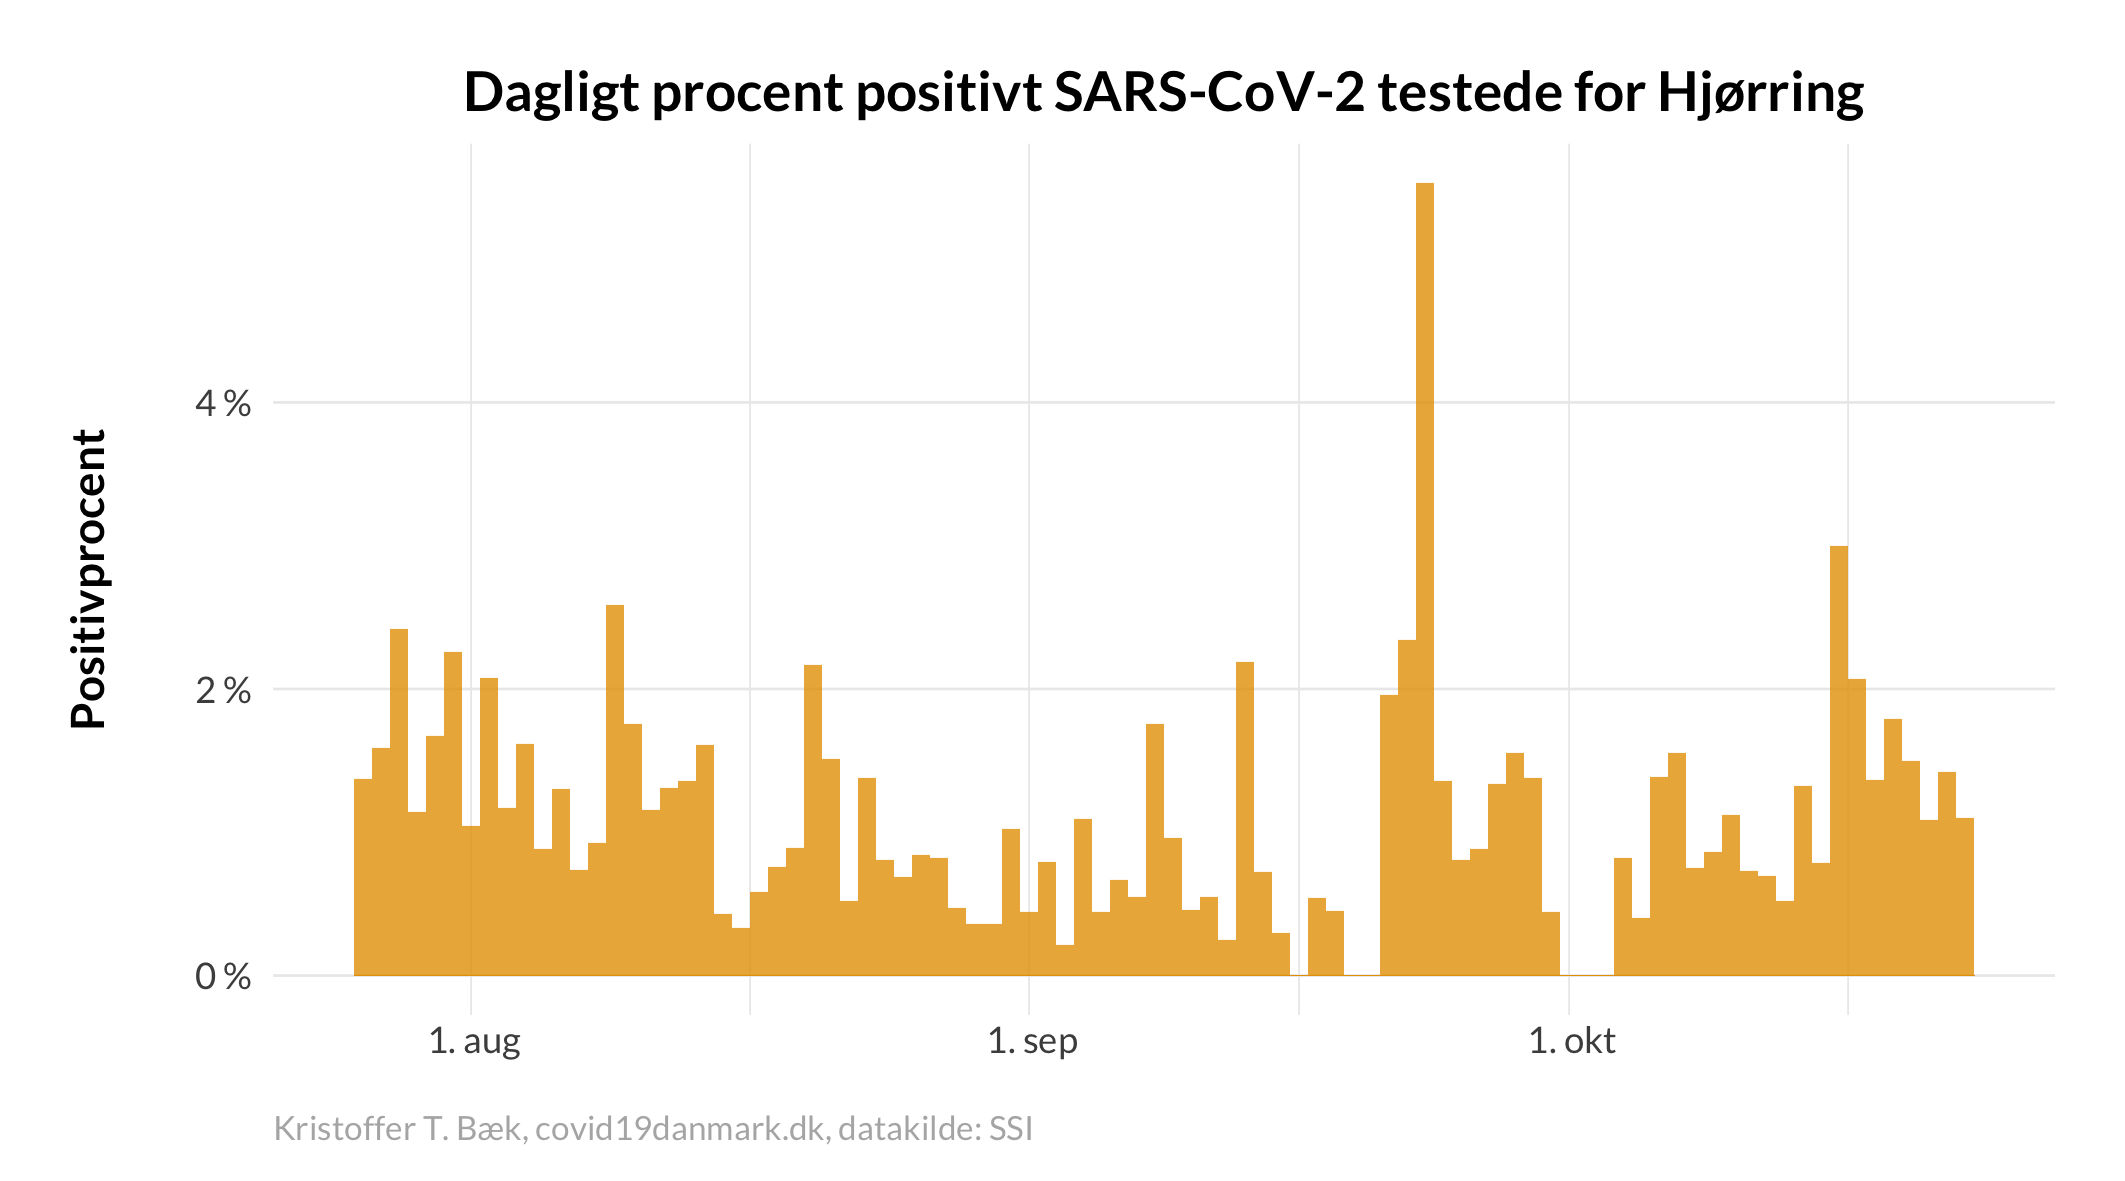 Dagligt procent positivt SARS-CoV-2 testede for Hjørring
Positivprocent
4 %
2 %
0 %
1. aug
1. sep
1. okt
Kristoffer T. Bæk, covid19danmark.dk, datakilde: SSI